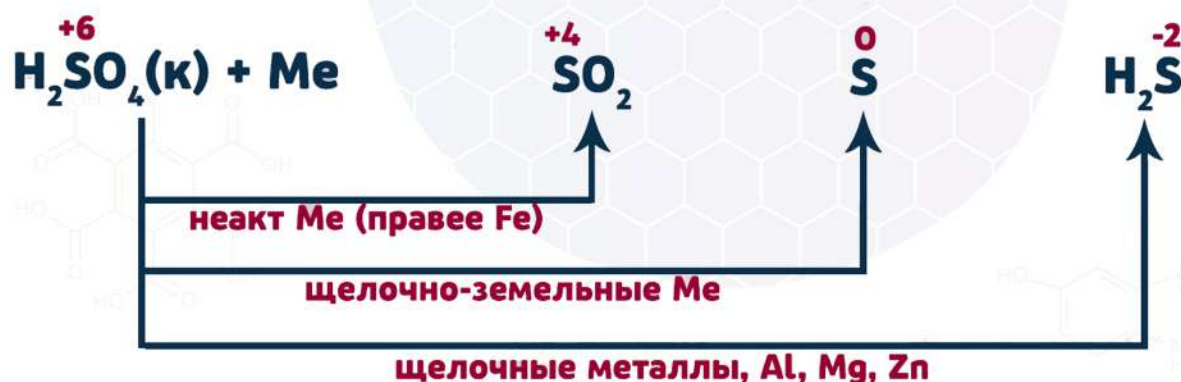 +6 +4 0 -2
H₂SO₄(к) + Me SO₂ S H₂S
неакт Me (правее Fe)
щелочно-земельные Me
щелочные металлы, Al, Mg, Zn